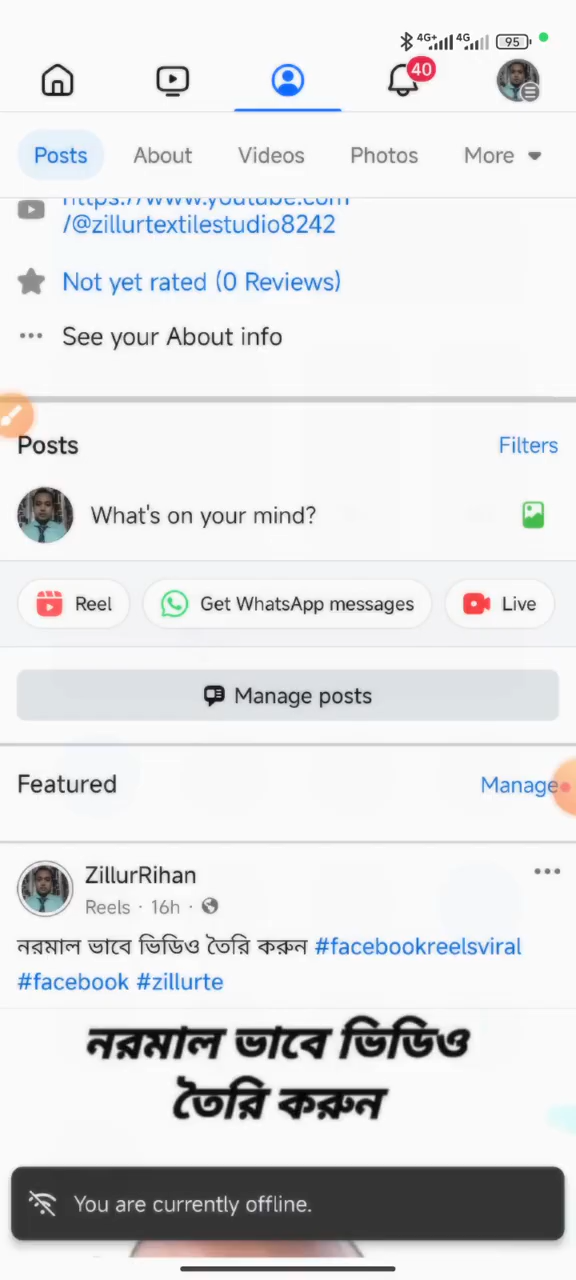 4G+ 4G 95
40
Posts About Videos Photos More
https://www.youtube.com
/@zillurtextilestudio8242
Not yet rated (0 Reviews)
See your About info
Posts Filters
What's on your mind?
Reel Get WhatsApp messages Live
Manage posts
Featured Manage
ZillurRihan
Reels · 16h ·
নরমাল ভাবে ভিডিও তৈরি করুন #facebookreelsviral
#facebook #zillurte
নরমাল ভাবে ভিডিও
তৈরি করুন
You are currently offline.